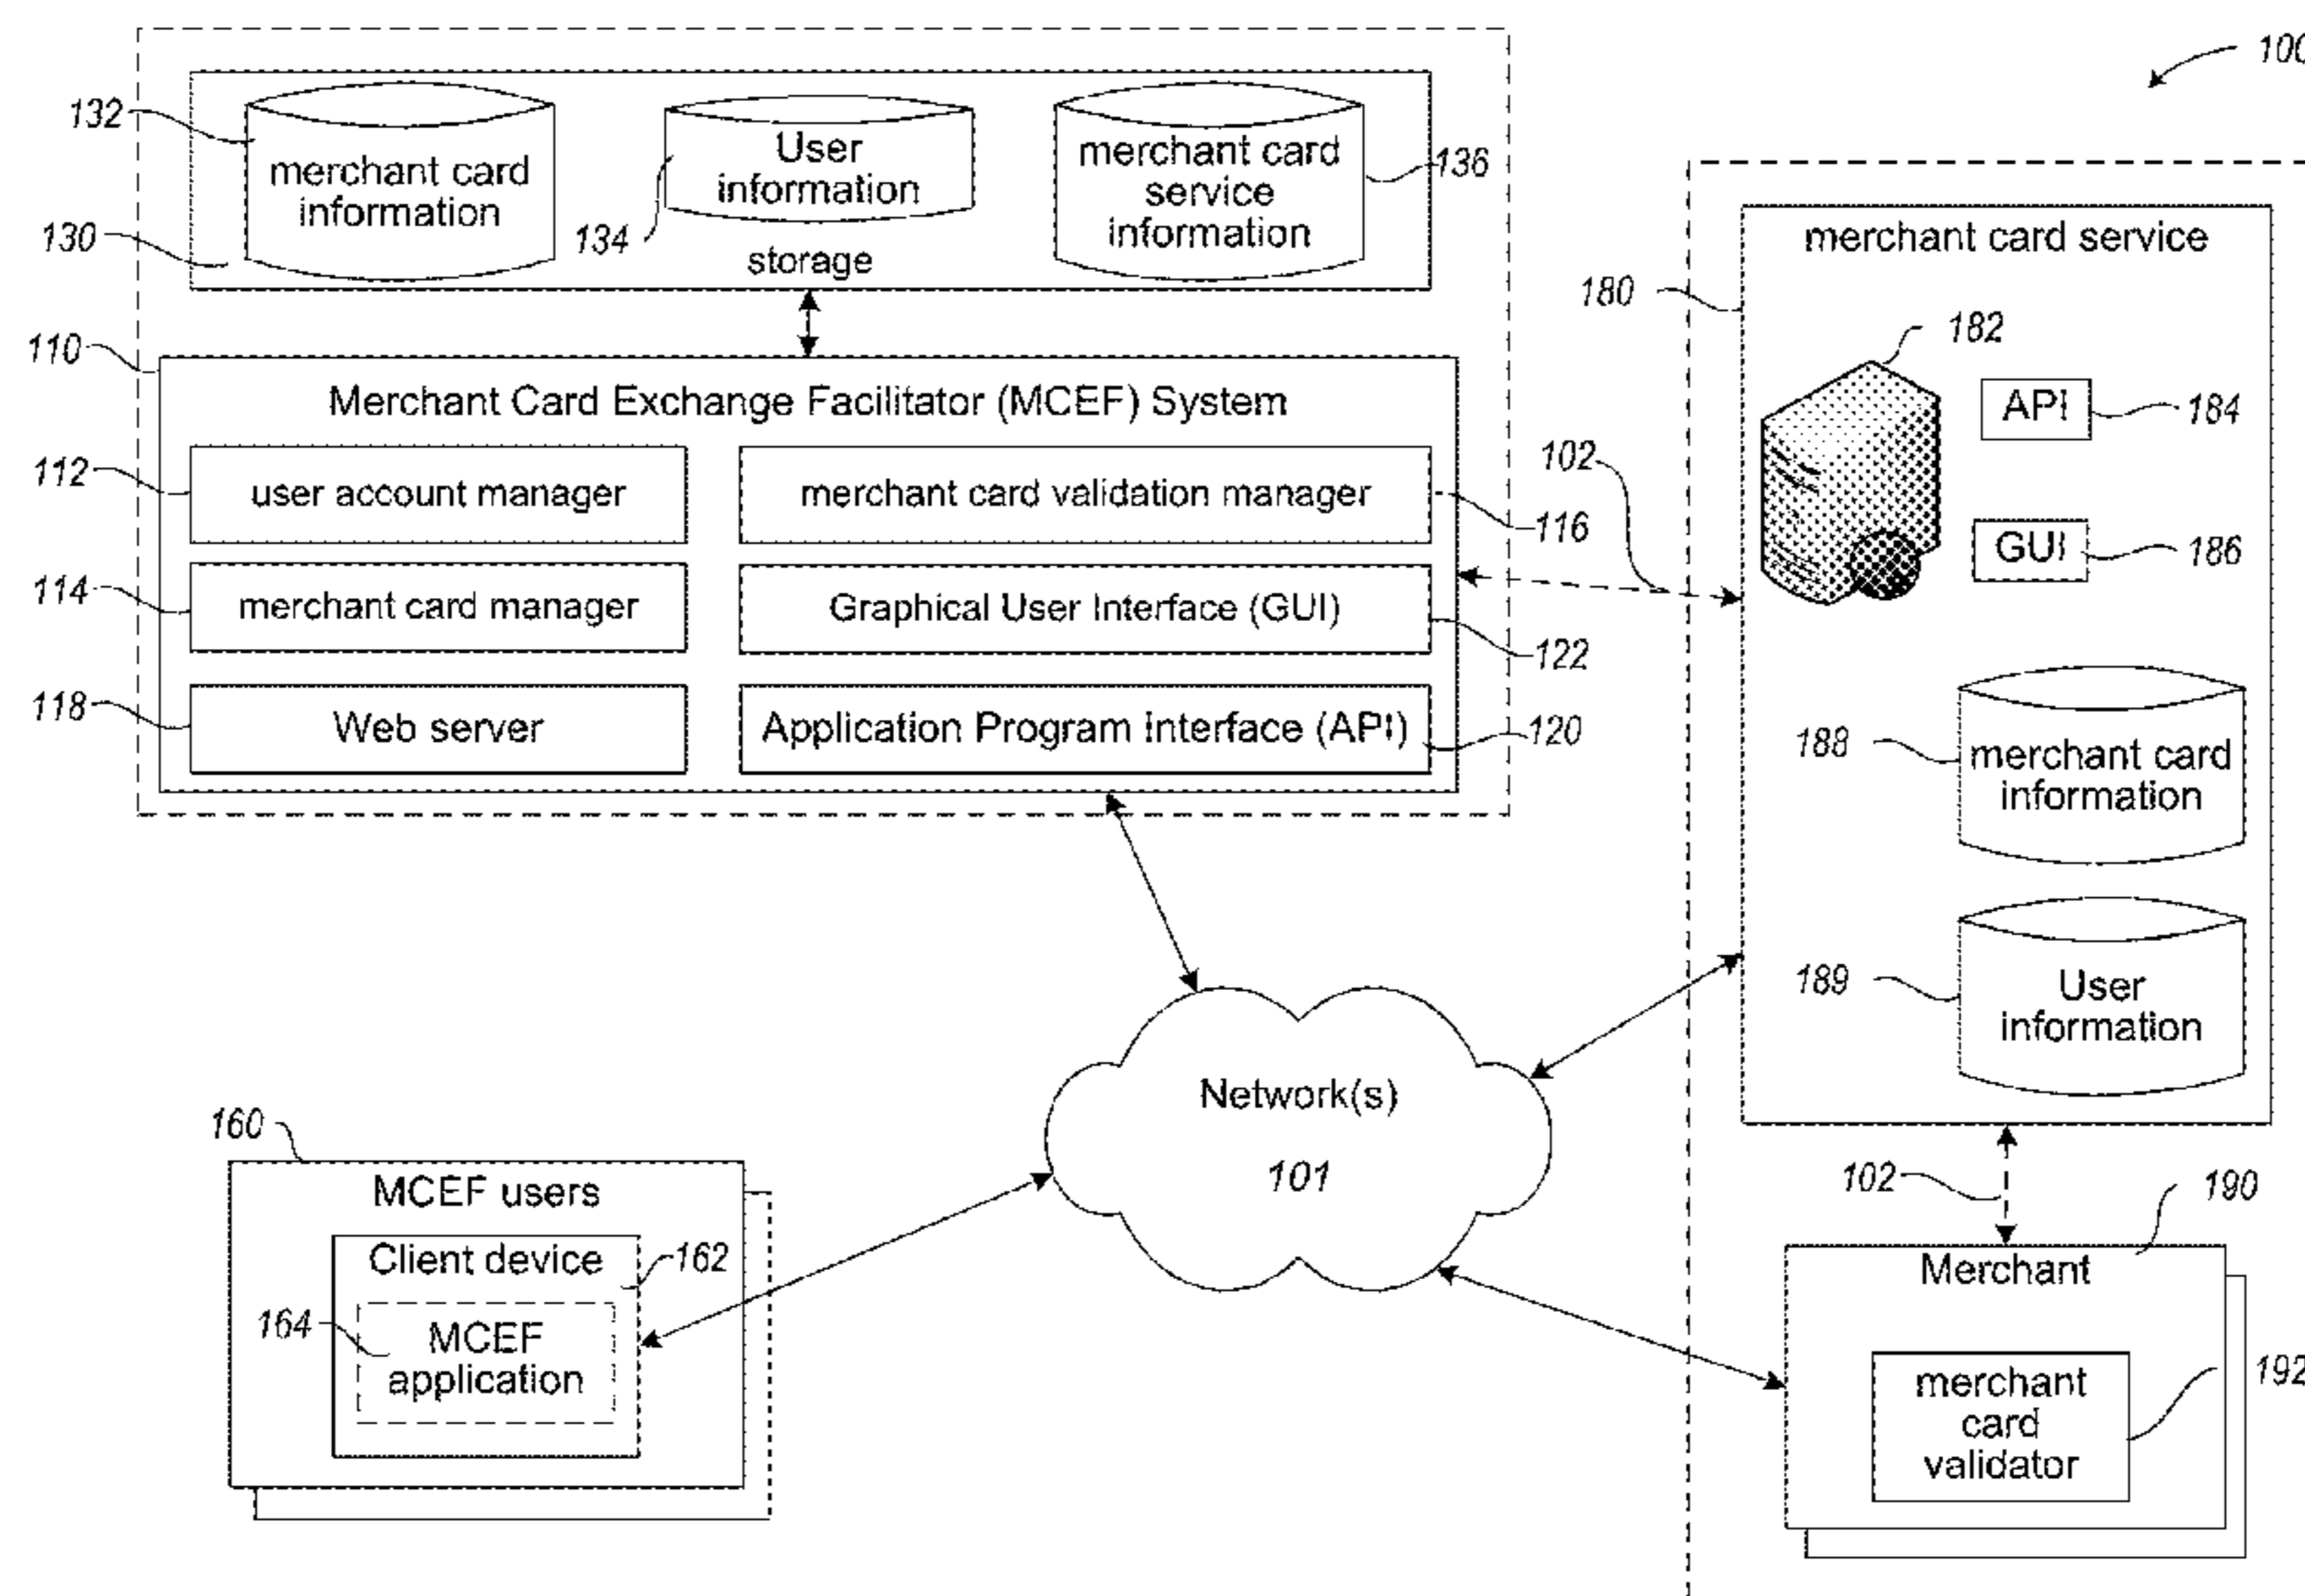 100
132
merchant card
information
134
User
information
merchant card
service
information
136
130
storage
110
Merchant Card Exchange Facilitator (MCEF) System
112
user account manager
merchant card validation manager
116
114
merchant card manager
Graphical User Interface (GUI)
122
118
Web server
Application Program Interface (API)
120
102
merchant card service
180
182
API
184
GUI
186
188
merchant card
information
189
User
information
Network(s)
101
160
MCEF users
Client device
162
164
MCEF
application
102
190
Merchant
merchant
card
validator
192